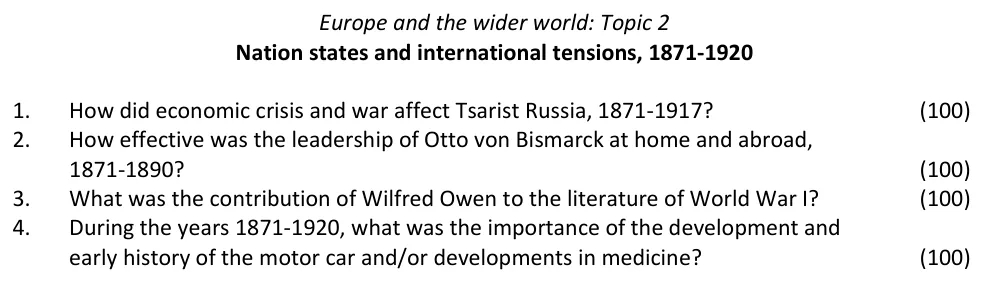 Europe and the wider world: Topic 2
Nation states and international tensions, 1871-1920
1. How did economic crisis and war affect Tsarist Russia, 1871-1917? (100)
2. How effective was the leadership of Otto von Bismarck at home and abroad,
1871-1890? (100)
3. What was the contribution of Wilfred Owen to the literature of World War I? (100)
4. During the years 1871-1920, what was the importance of the development and
early history of the motor car and/or developments in medicine? (100)